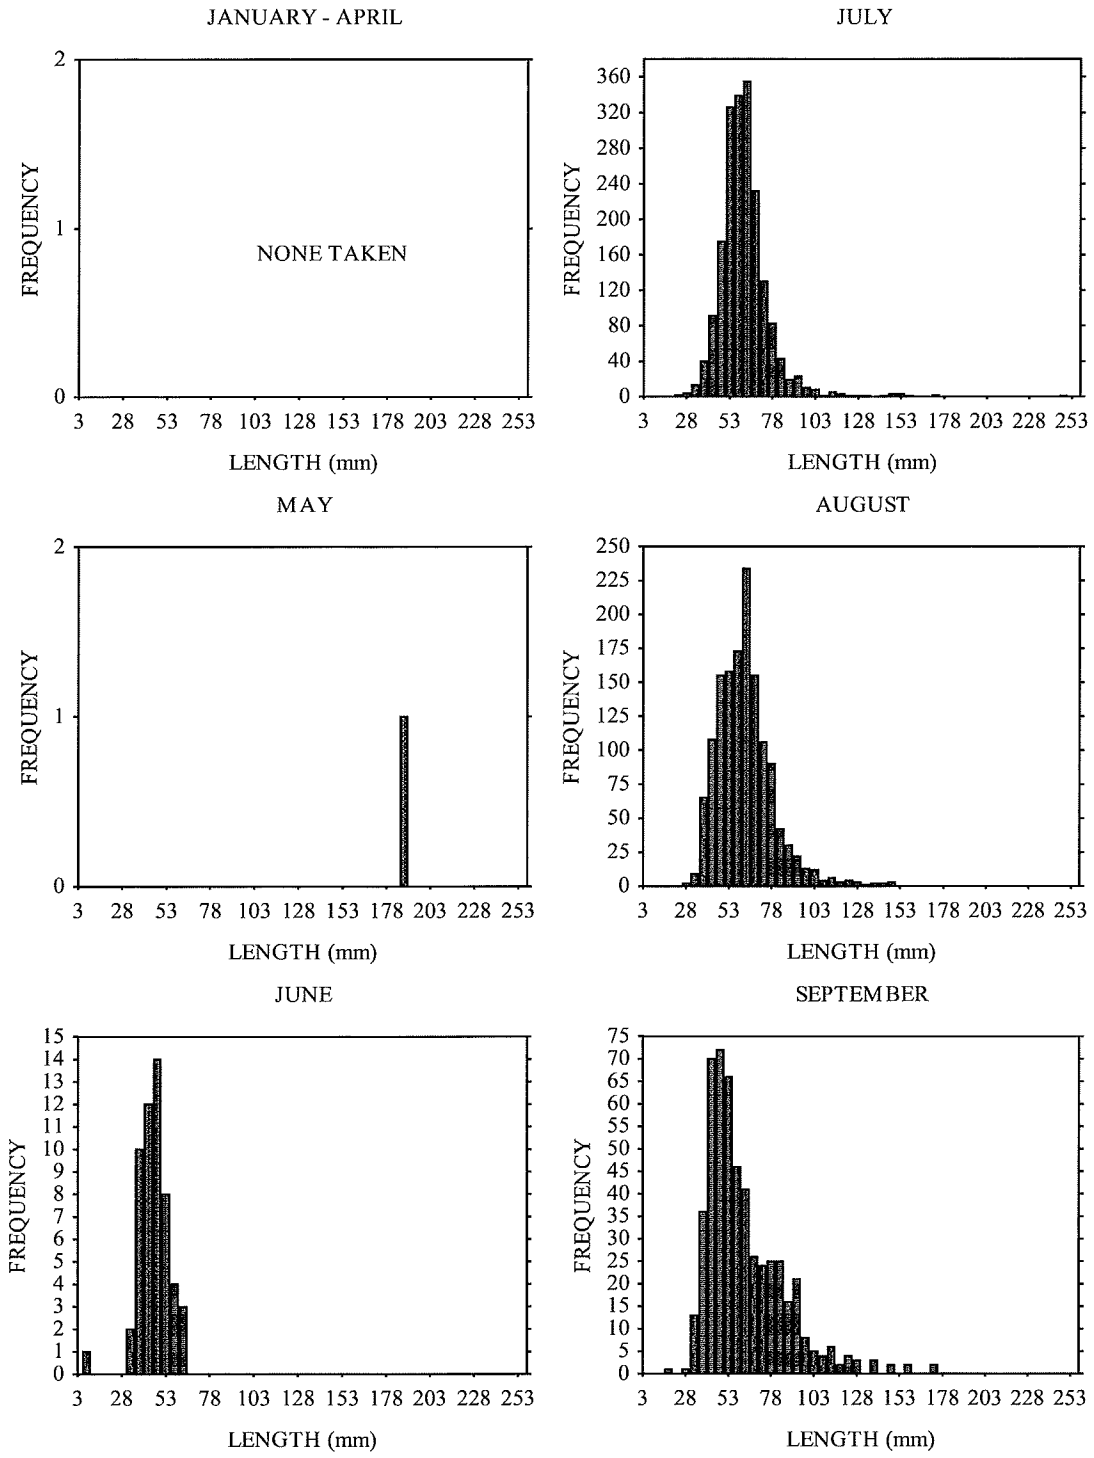 JANUARY - APRIL
2
1
0
FREQUENCY
NONE TAKEN
3 28 53 78 103 128 153 178 203 228 253
LENGTH (mm)
JULY
360
320
280
240
200
160
120
80
40
0
FREQUENCY
3 28 53 78 103 128 153 178 203 228 253
LENGTH (mm)
MAY
2
1
0
FREQUENCY
3 28 53 78 103 128 153 178 203 228 253
LENGTH (mm)
AUGUST
250
225
200
175
150
125
100
75
50
25
0
FREQUENCY
3 28 53 78 103 128 153 178 203 228 253
LENGTH (mm)
JUNE
15
14
13
12
11
10
9
8
7
6
5
4
3
2
1
0
FREQUENCY
3 28 53 78 103 128 153 178 203 228 253
LENGTH (mm)
SEPTEMBER
75
70
65
60
55
50
45
40
35
30
25
20
15
10
5
0
FREQUENCY
3 28 53 78 103 128 153 178 203 228 253
LENGTH (mm)